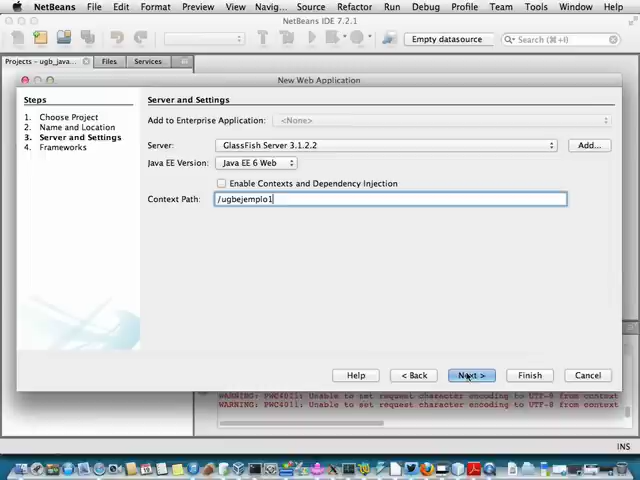 NetBeans File Edit Format Preview View Navig... Source Refactor Run Debug Profile Team Tools Window Help
NetBeans IDE 7.2.1
Empty datasource
Search (⌘+I)
Projects – ugb_java... Files Services
New Web Application
Steps
1. Choose Project
2. Name and Location
3. Server and Settings
4. Frameworks
Server and Settings
Add to Enterprise Application: <None>
Server: GlassFish Server 3.1.2.2 Add...
Java EE Version: Java EE 6 Web
Enable Contexts and Dependency Injection
Context Path: /ugbejemplo1
Help < Back Next > Finish Cancel
WARNING: PWC4011: Unable to set request character encoding to UTF-8 from context
WARNING: PWC4011: Unable to set request character encoding to UTF-8 from context
INS